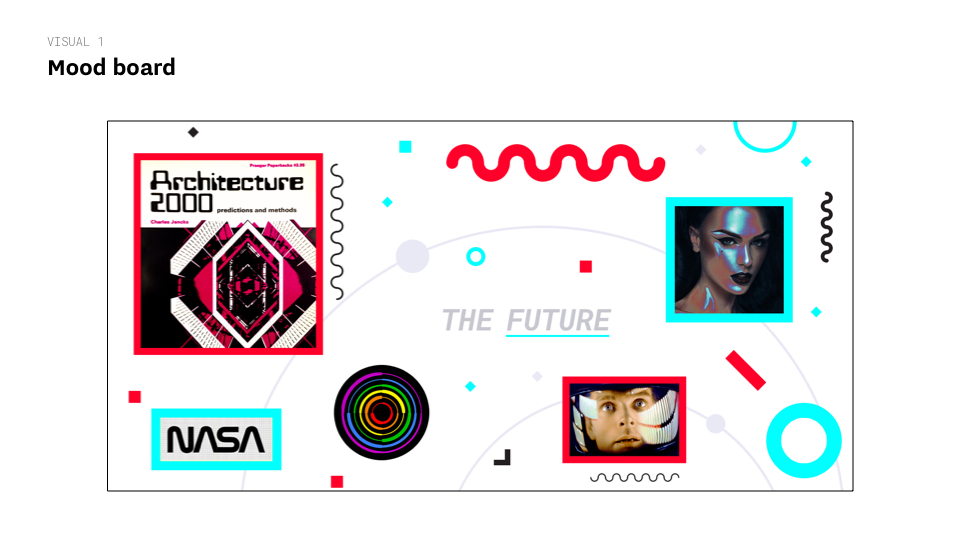 VISUAL 1
Mood board
Praeger Paperbacks $3.95
Architecture
2000 predictions and methods
Charles Jencks
THE FUTURE
NASA